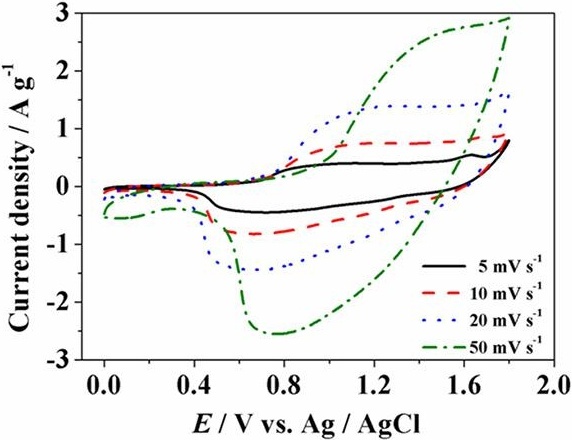 3
2
1
0
-1
-2
-3
Current density / A g⁻¹
0.0 0.4 0.8 1.2 1.6 2.0
E / V vs. Ag / AgCl
5 mV s⁻¹
10 mV s⁻¹
20 mV s⁻¹
50 mV s⁻¹